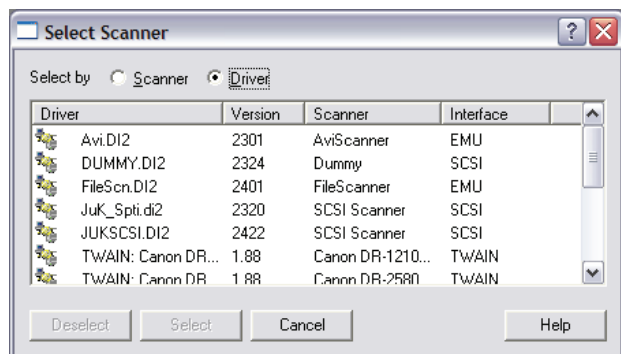 Select Scanner
Select by Scanner Driver
Driver Version Scanner Interface
Avi.DI2 2301 AviScanner EMU
DUMMY.DI2 2324 Dummy SCSI
FileScn.DI2 2401 FileScanner EMU
JuK_Spti.di2 2320 SCSI Scanner SCSI
JUKSCSI.DI2 2422 SCSI Scanner SCSI
TWAIN: Canon DR... 1.88 Canon DR-1210... TWAIN
TWAIN: Canon DR 1.88 Canon DR-2580 TWAIN
Deselect Select Cancel Help